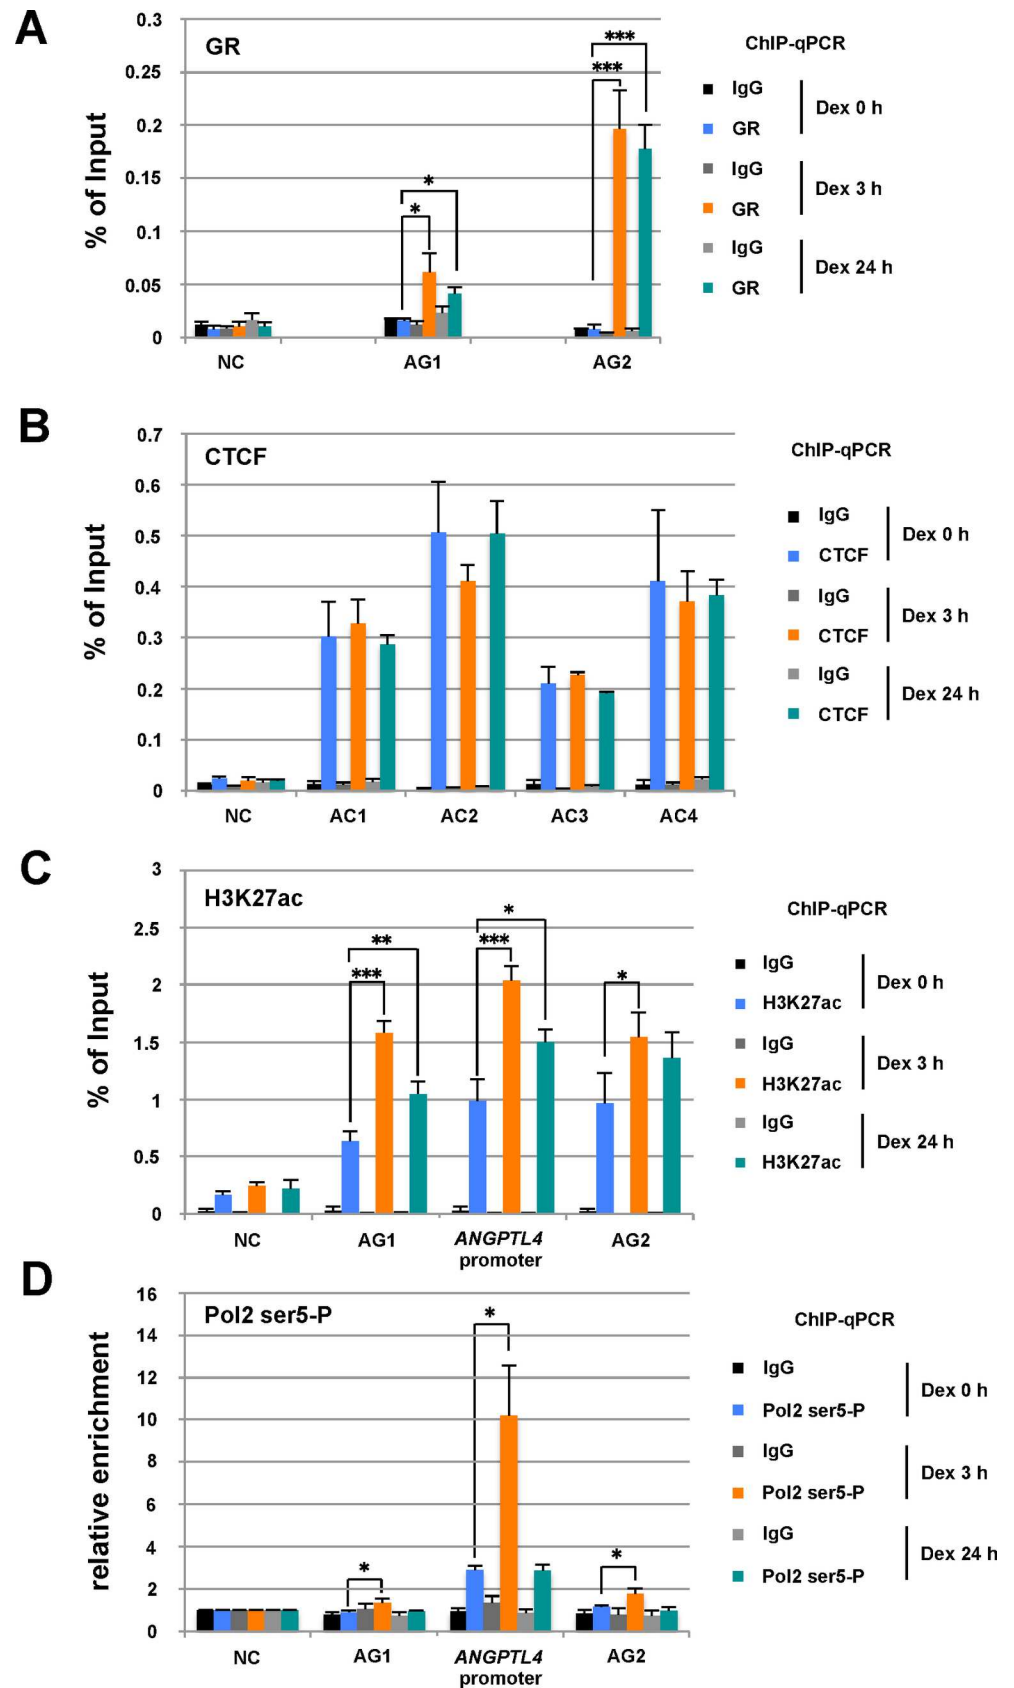 A
GR
% of Input
0.3
0.25
0.2
0.15
0.1
0.05
0
***
***
*
*
NC
AG1
AG2
ChIP-qPCR
IgG
GR
Dex 0 h
IgG
GR
Dex 3 h
IgG
GR
Dex 24 h
B
CTCF
% of Input
0.7
0.6
0.5
0.4
0.3
0.2
0.1
0
NC
AC1
AC2
AC3
AC4
ChIP-qPCR
IgG
CTCF
Dex 0 h
IgG
CTCF
Dex 3 h
IgG
CTCF
Dex 24 h
C
H3K27ac
% of Input
3
2.5
2
1.5
1
0.5
0
**
***
*
***
*
NC
AG1
ANGPTL4
promoter
AG2
ChIP-qPCR
IgG
H3K27ac
Dex 0 h
IgG
H3K27ac
Dex 3 h
IgG
H3K27ac
Dex 24 h
D
Pol2 ser5-P
relative enrichment
16
14
12
10
8
6
4
2
0
*
*
*
NC
AG1
ANGPTL4
promoter
AG2
ChIP-qPCR
IgG
Pol2 ser5-P
Dex 0 h
IgG
Pol2 ser5-P
Dex 3 h
IgG
Pol2 ser5-P
Dex 24 h